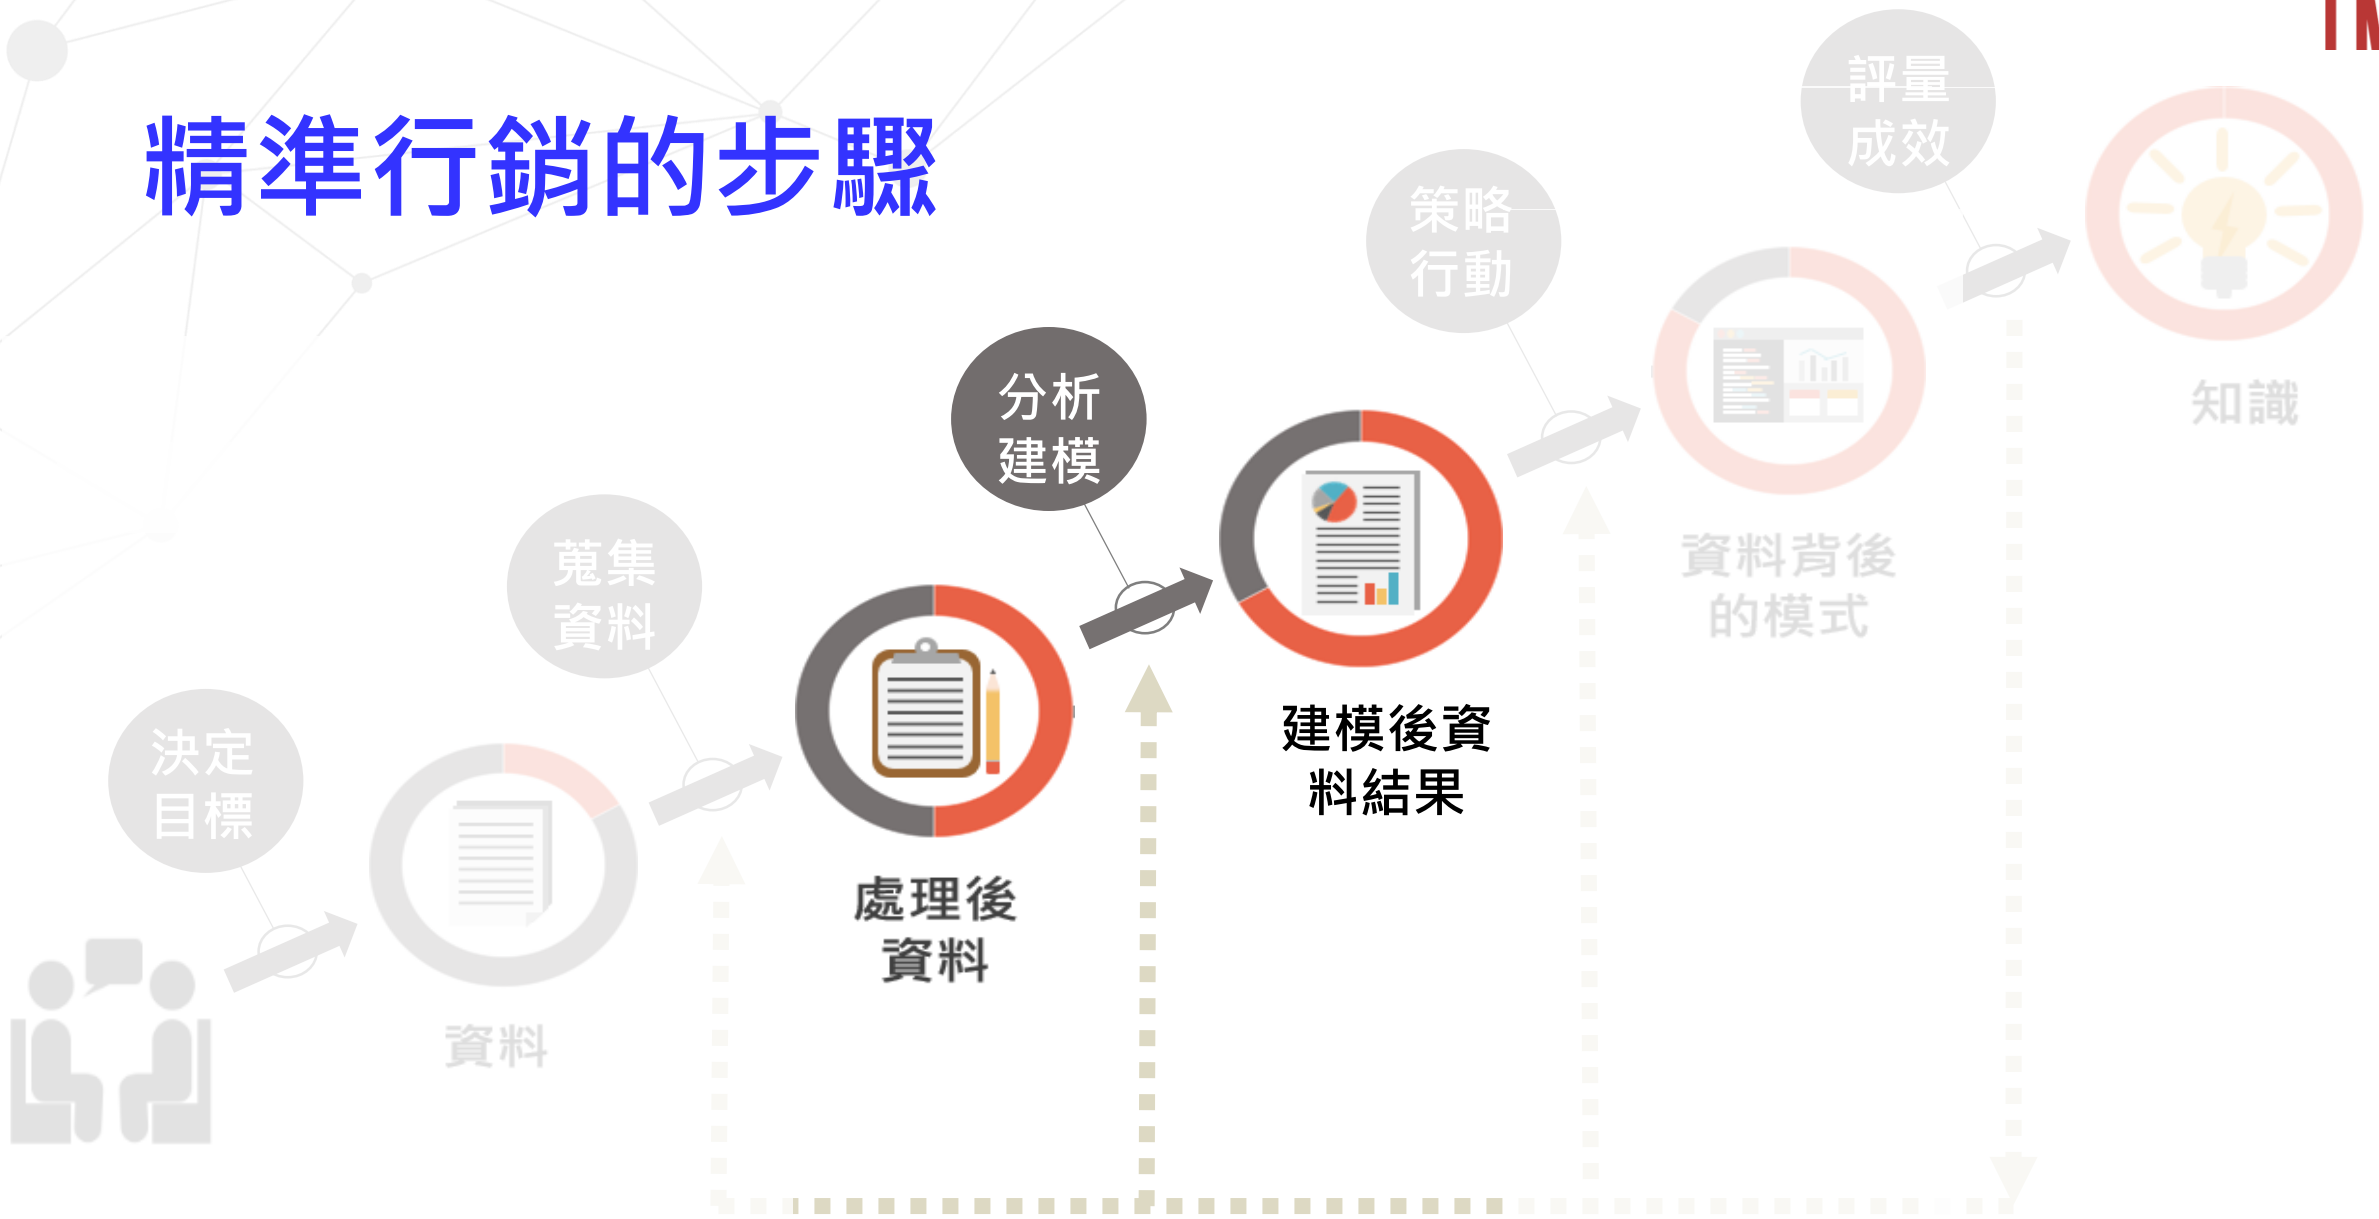 精準行銷的步驟
評量
成效
策略
行動
知識
分析
建模
資料背後
的模式
蒐集
資料
建模後資
料結果
決定
目標
處理後
資料
資料